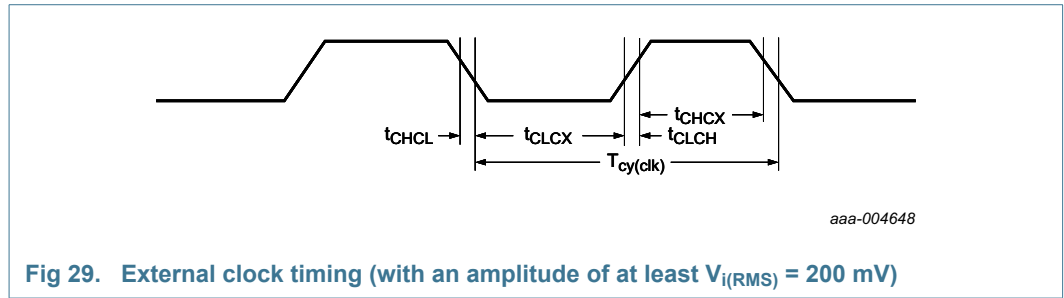 tCHCX
tCHCL tCLCX tCLCH
Tcy(clk)
aaa-004648
Fig 29. External clock timing (with an amplitude of at least Vi(RMS) = 200 mV)